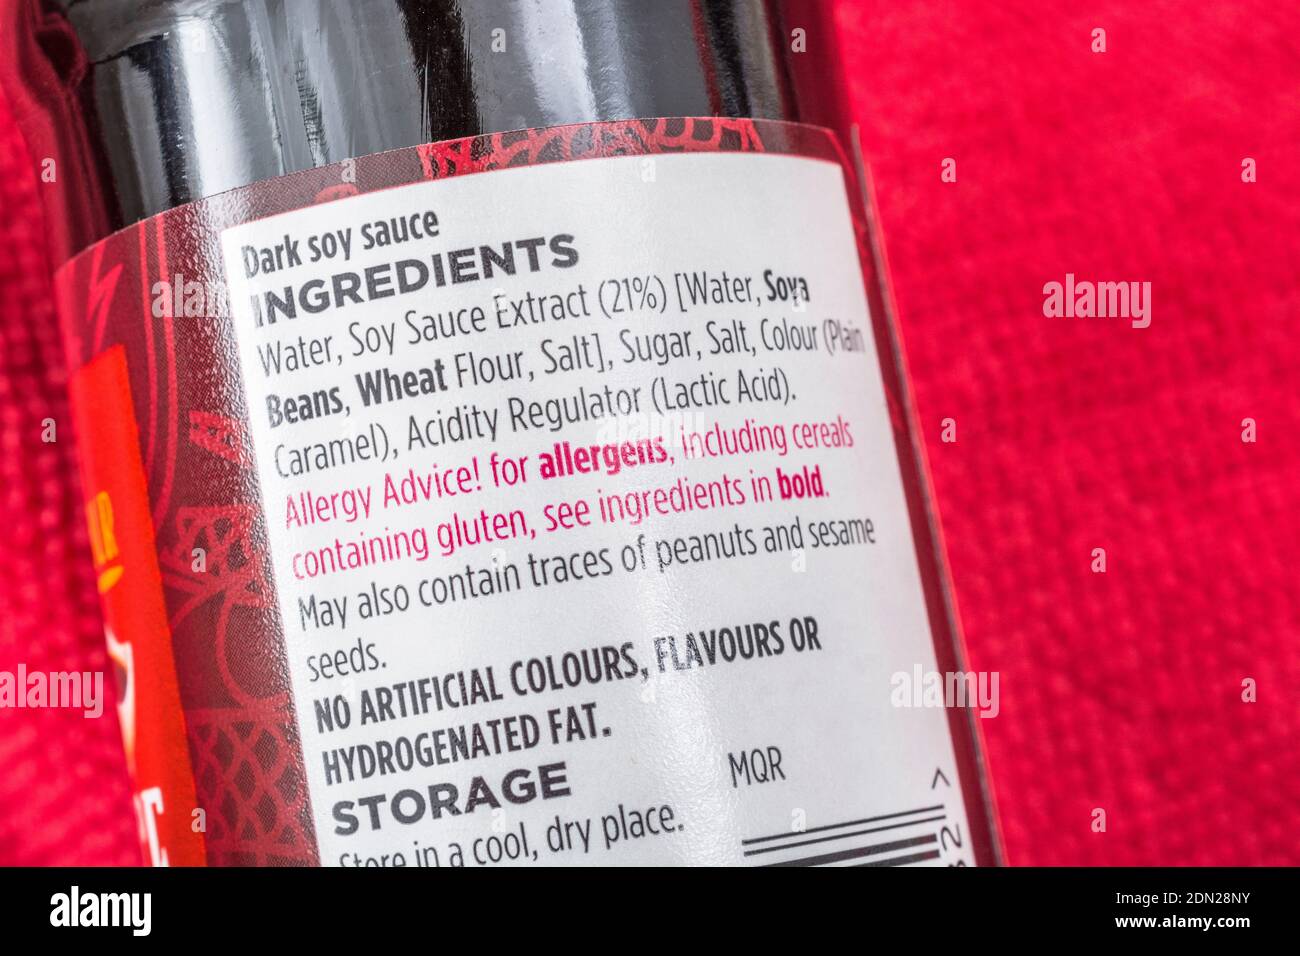 Dark soy sauce
INGREDIENTS
Water, Soy Sauce Extract (21%) [Water, Soya
Beans, Wheat Flour, Salt], Sugar, Salt, Colour (Plain
Caramel), Acidity Regulator (Lactic Acid).
Allergy Advice! for allergens, including cereals
containing gluten, see ingredients in bold.
May also contain traces of peanuts and sesame
seeds.
NO ARTIFICIAL COLOURS, FLAVOURS OR
HYDROGENATED FAT.
STORAGE
MQR
Store in a cool, dry place.
alamy
alamy
alamy
Image ID: 2DN28NY
www.alamy.com